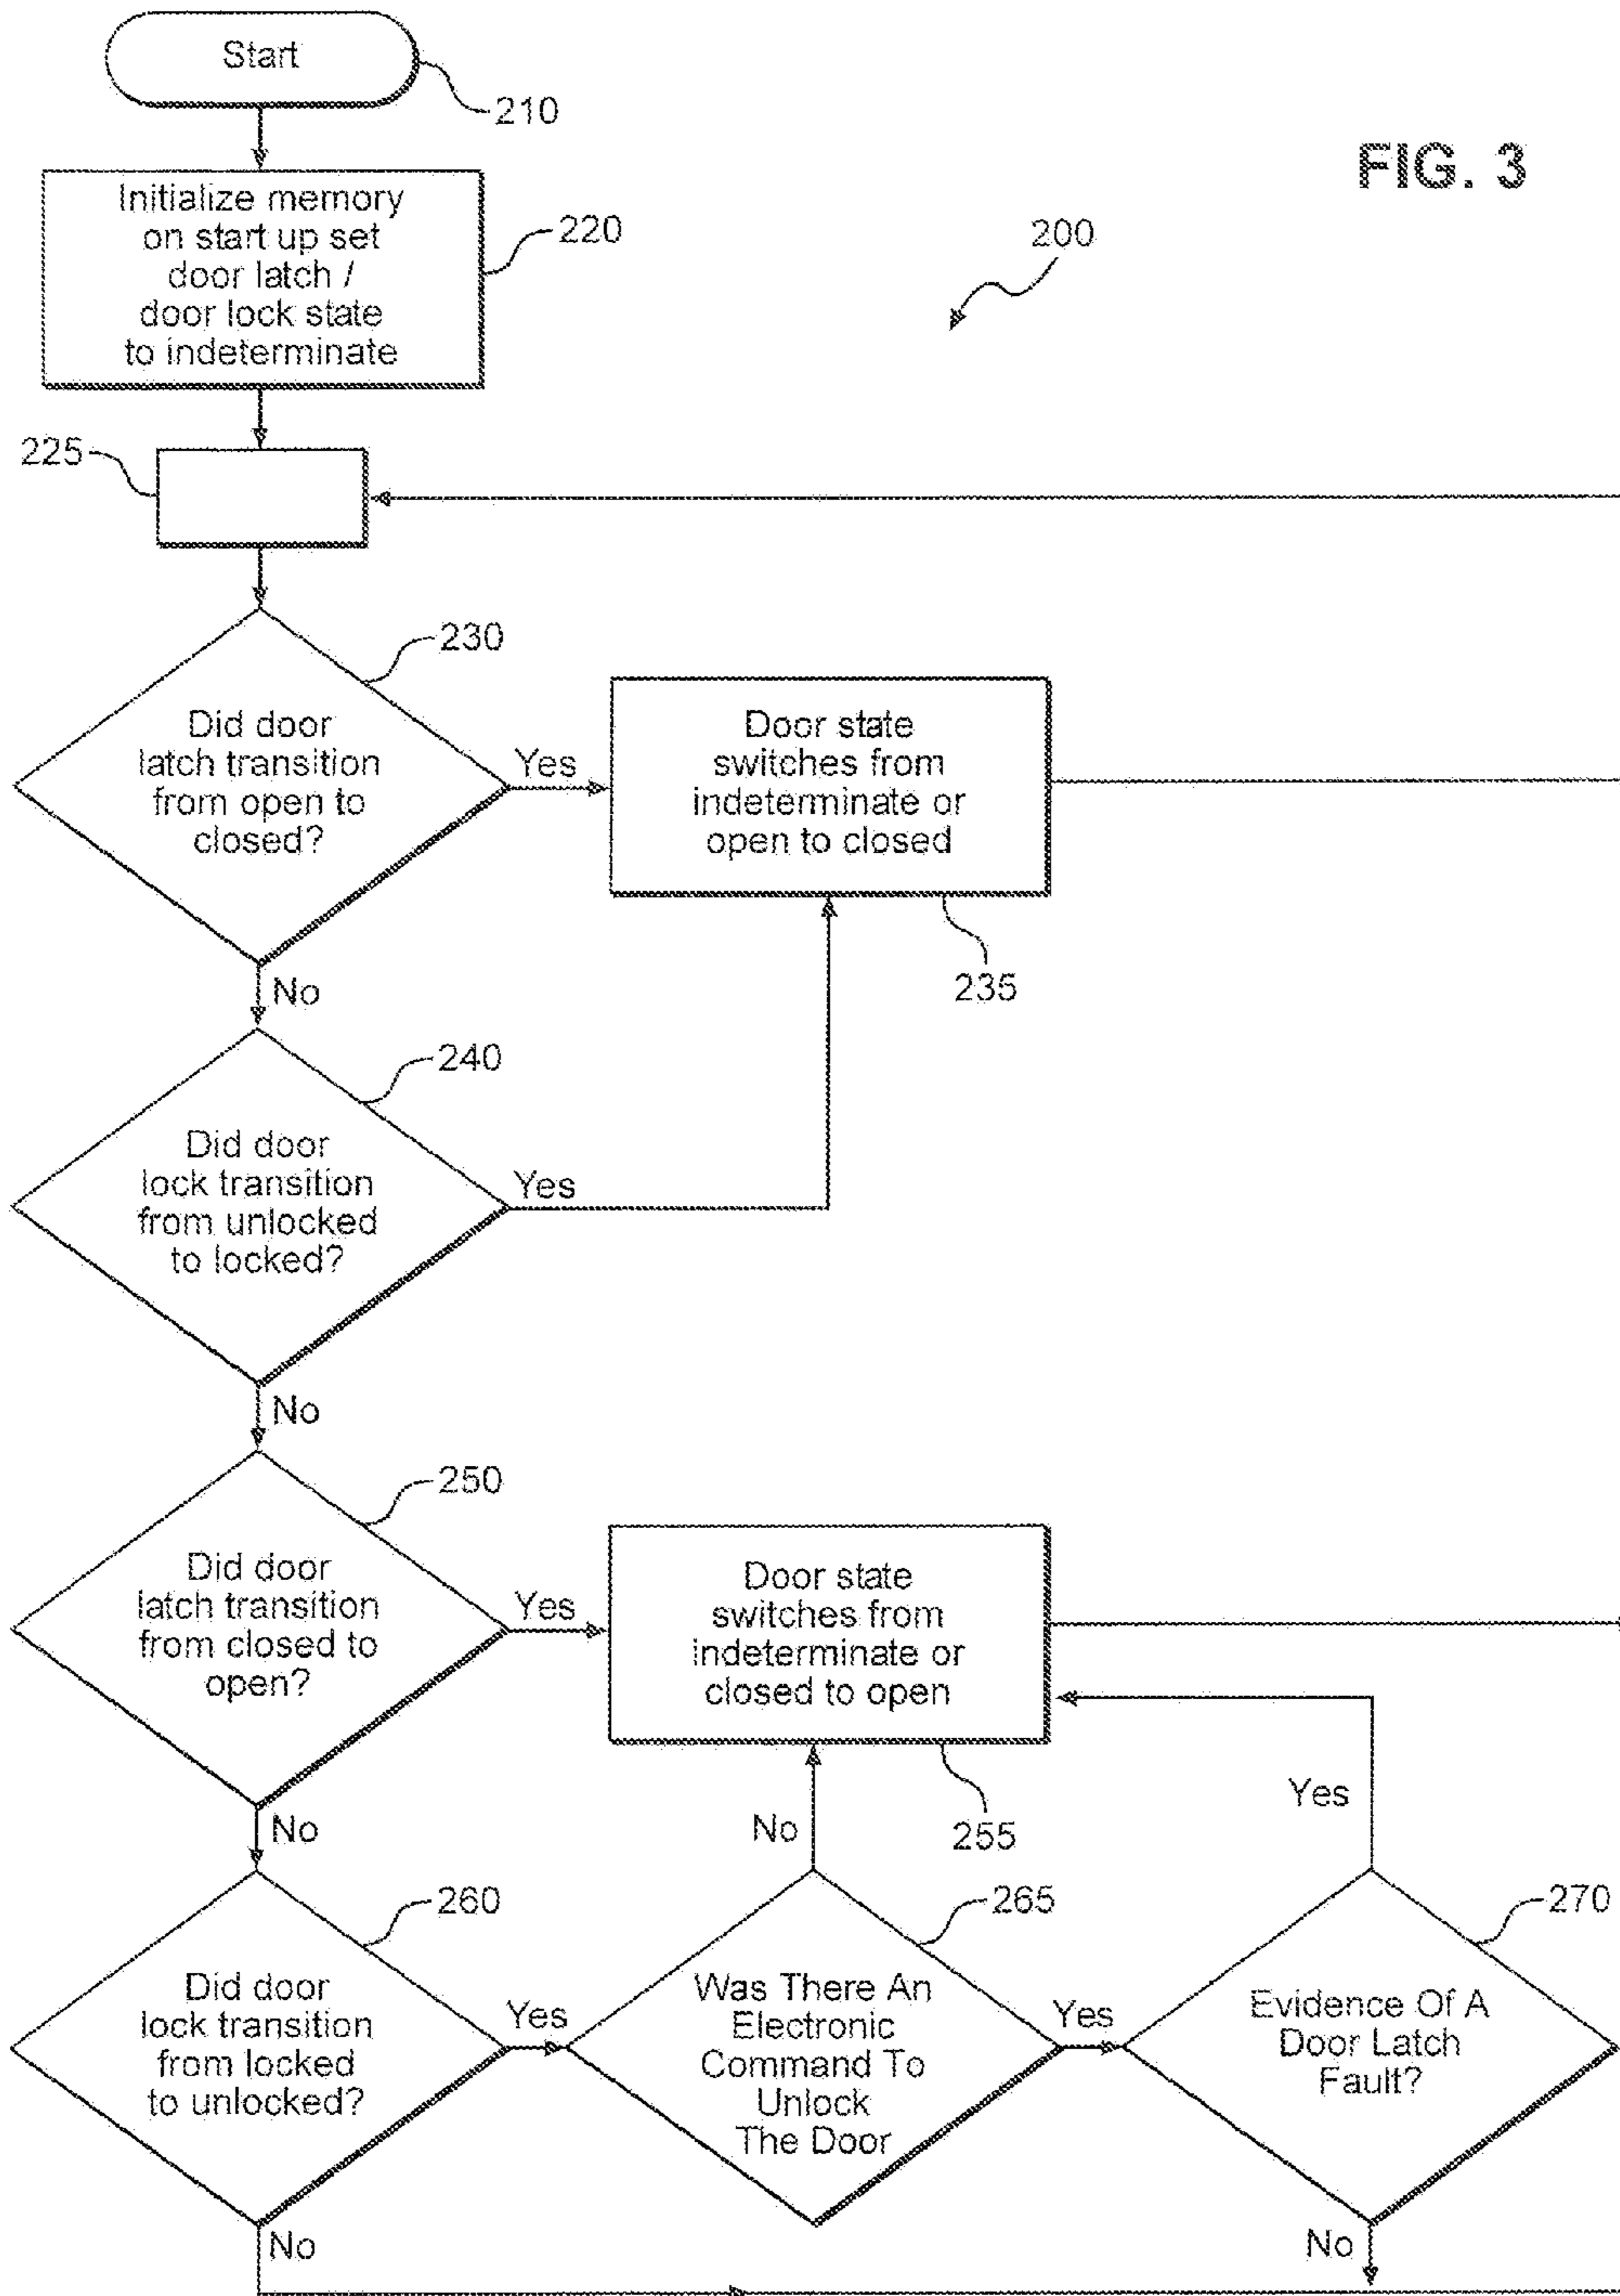 Start
210
FIG. 3
Initialize memory
on start up set
door latch /
door lock state
to indeterminate
220
200
225
230
Did door
latch transition
from open to
closed?
Yes
Door state
switches from
indeterminate or
open to closed
235
No
240
Did door
lock transition
from unlocked
to locked?
Yes
No
250
Did door
latch transition
from closed to
open?
Yes
Door state
switches from
indeterminate or
closed to open
255
No
No
Yes
260
Did door
lock transition
from locked
to unlocked?
Yes
265
Was There An
Electronic
Command To
Unlock
The Door
Yes
270
Evidence Of A
Door Latch
Fault?
No
No